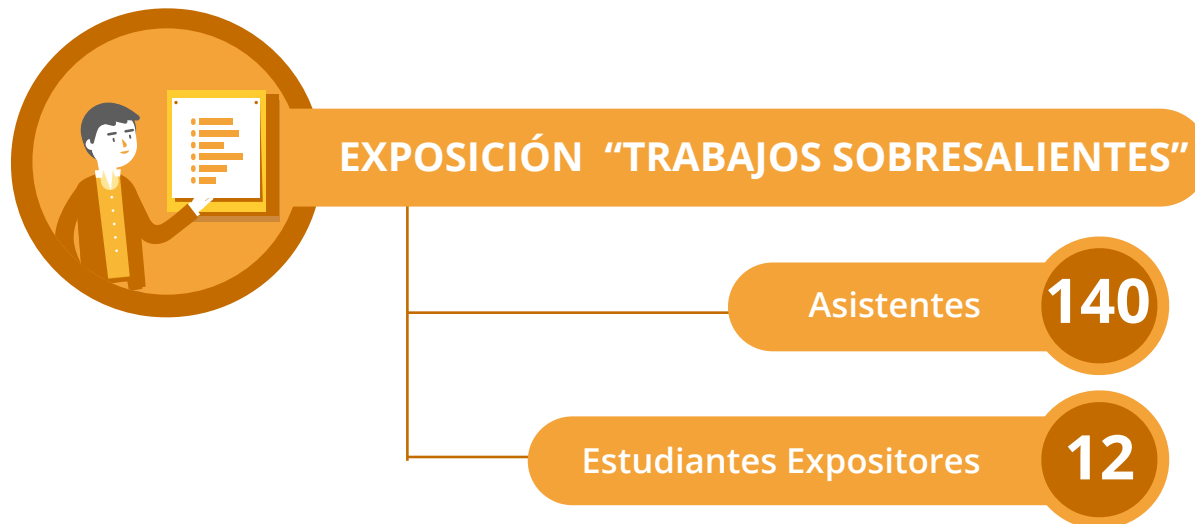 EXPOSICIÓN “TRABAJOS SOBRESALIENTES”
Asistentes 140
Estudiantes Expositores 12